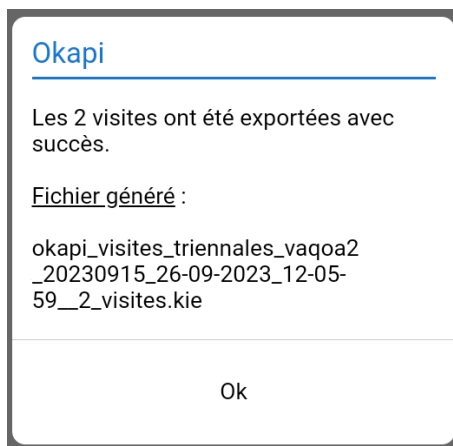 Okapi
Les 2 visites ont été exportées avec
succès.
Fichier généré :
okapi_visites_triennales_vaqoa2
_20230915_26-09-2023_12-05-
59__2_visites.kie
Ok